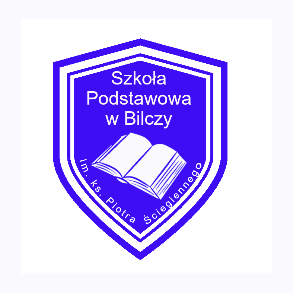 Szkoła
Podstawowa
w Bilczy
im. ks. Piotra Ściegiennego